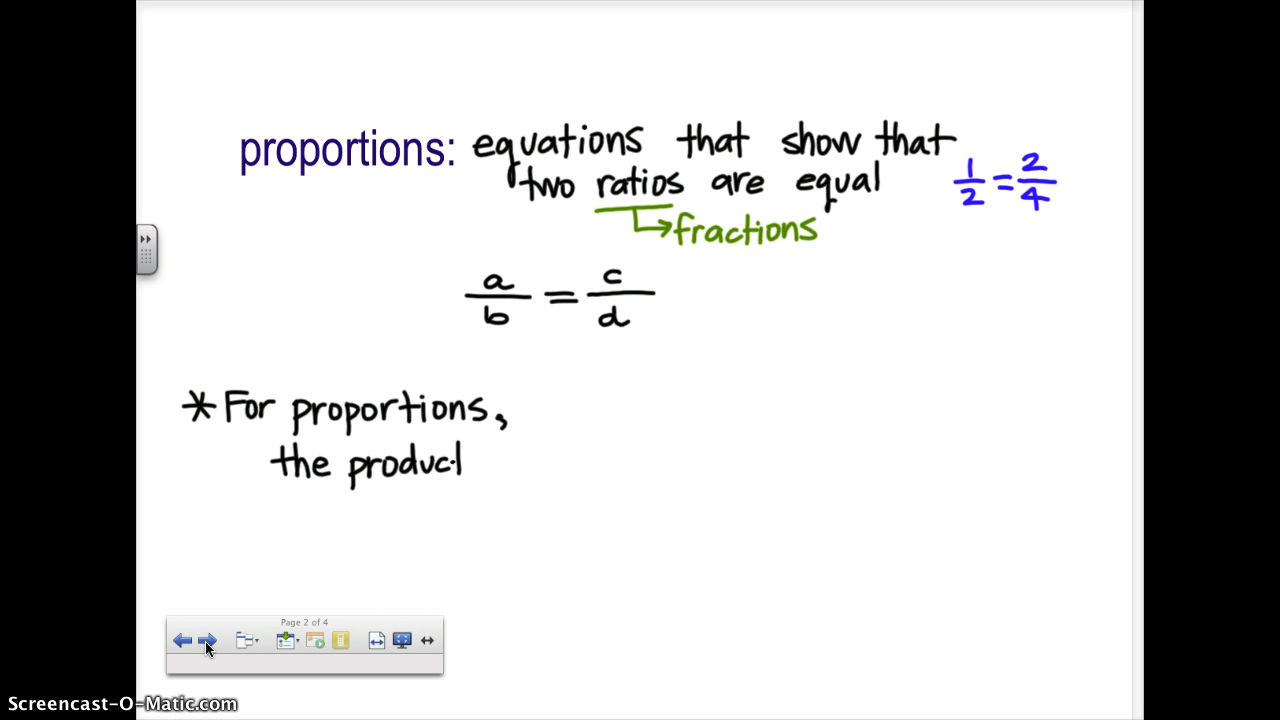 proportions: equations that show that
two ratios are equal
1/2 = 2/4
fractions
a/b = c/d
* For proportions,
the product
Page 2 of 4
Screencast-O-Matic.com